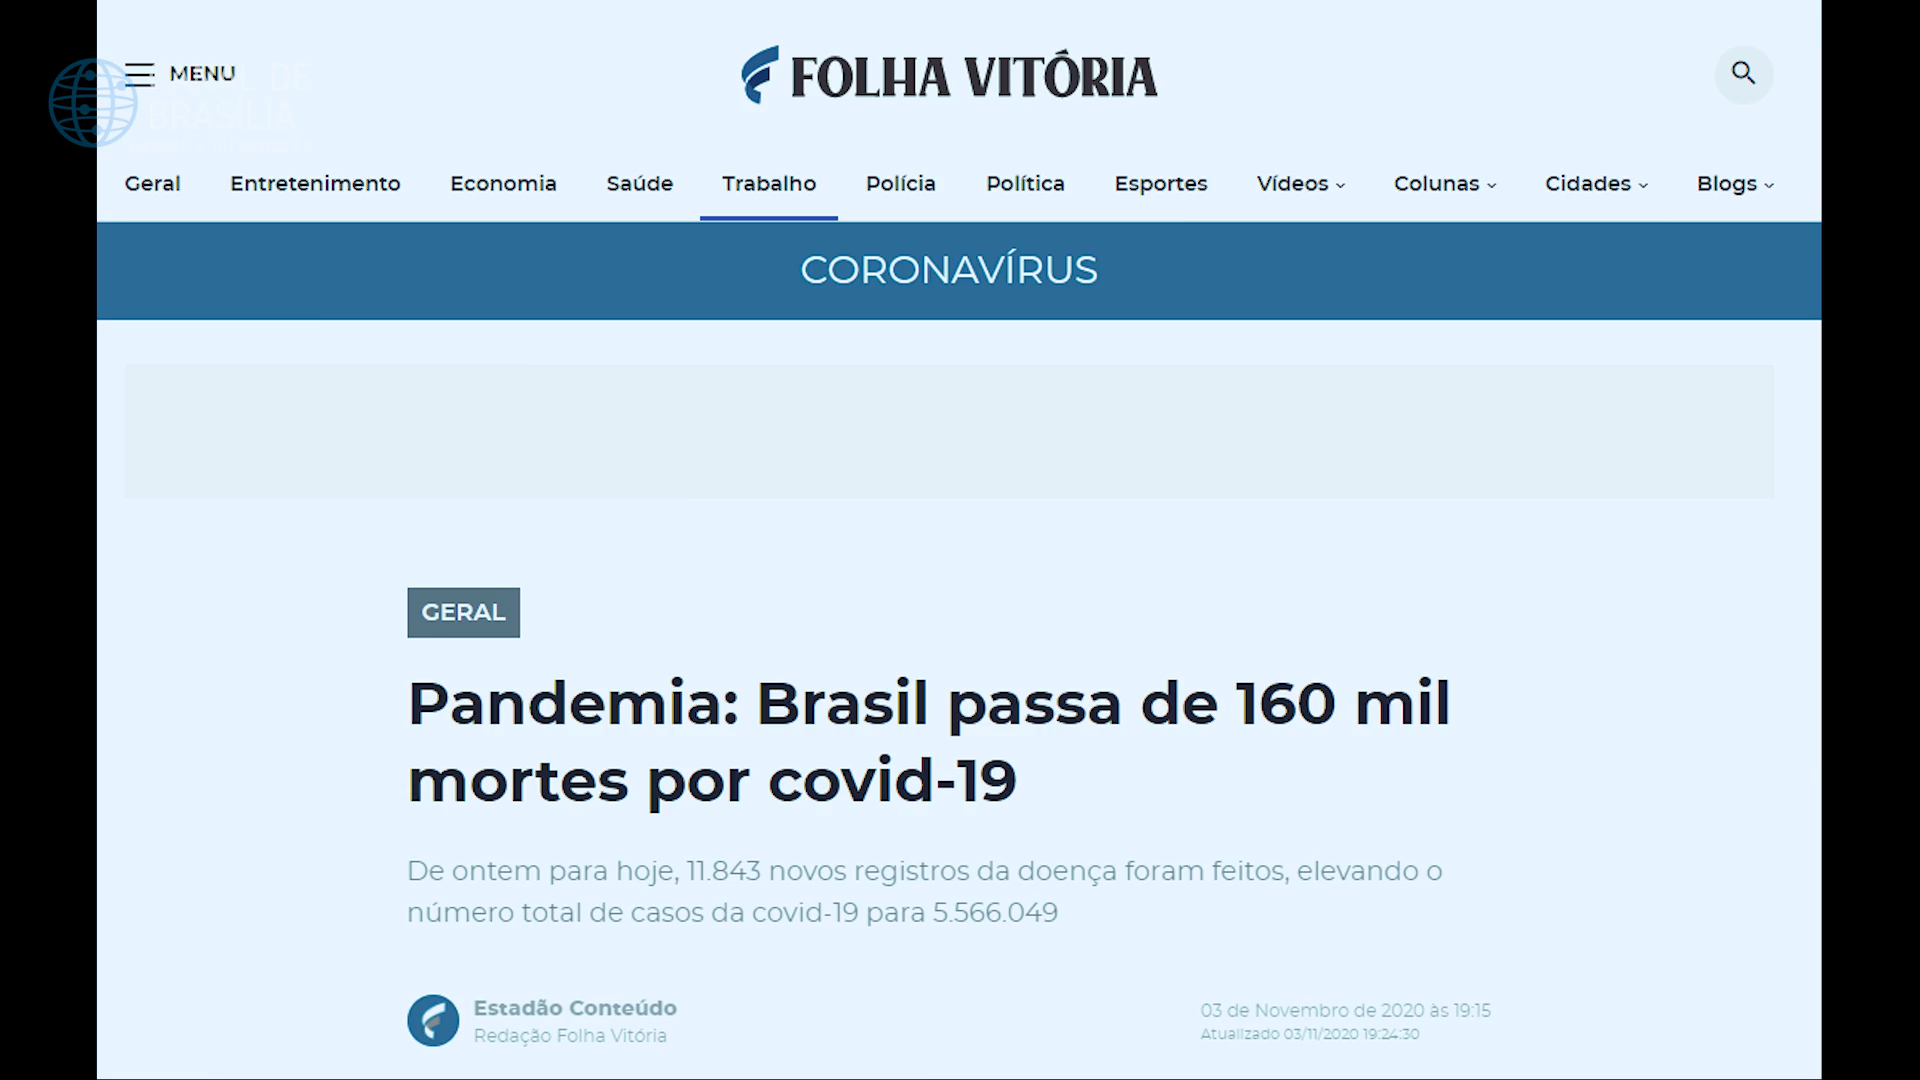 MENU
FOLHA VITÓRIA
DE
BRASÍLIA
Geral Entretenimento Economia Saúde Trabalho Polícia Política Esportes Vídeos Colunas Cidades Blogs
CORONAVÍRUS
GERAL
Pandemia: Brasil passa de 160 mil
mortes por covid-19
De ontem para hoje, 11.843 novos registros da doença foram feitos, elevando o
número total de casos da covid-19 para 5.566.049
Estadão Conteúdo
Redação Folha Vitória
03 de Novembro de 2020 às 19:15
Atualizado 03/11/2020 19:24:30